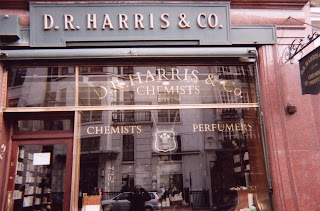 D.R. HARRIS & CO.
D.R. HARRIS & CO.
CHEMISTS
CHEMISTS PERFUMERS